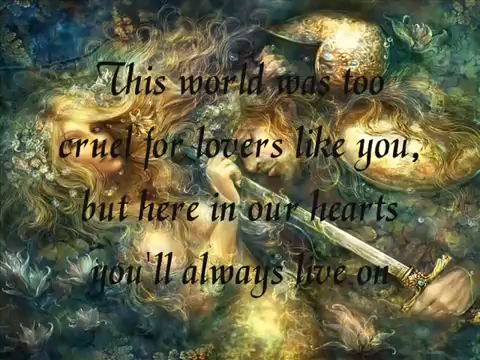 This world was too
cruel for lovers like you,
but here in our hearts
you'll always live on